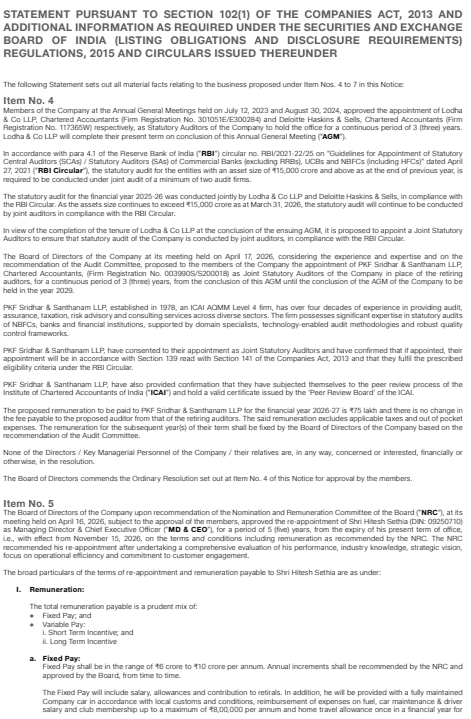 STATEMENT PURSUANT TO SECTION 102(1) OF THE COMPANIES ACT, 2013 AND
ADDITIONAL INFORMATION AS REQUIRED UNDER THE SECURITIES AND EXCHANGE
BOARD OF INDIA (LISTING OBLIGATIONS AND DISCLOSURE REQUIREMENTS)
REGULATIONS, 2015 AND CIRCULARS ISSUED THEREUNDER
The following Statement sets out all material facts relating to the business proposed under Item Nos. 4 to 7 in this Notice:
Item No. 4
Members of the Company at the Annual General Meetings held on July 12, 2023 and August 30, 2024, approved the appointment of Lodha
& Co LLP, Chartered Accountants (Firm Registration No. 301051E/E300284) and Deloitte Haskins & Sells, Chartered Accountants (Firm
Registration No. 117365W) respectively, as Statutory Auditors of the Company to hold the office for a continuous period of 3 (three) years.
Lodha & Co LLP will complete their present term on conclusion of this Annual General Meeting ("AGM").
In accordance with para 4.1 of the Reserve Bank of India ("RBI") circular no. RBI/2021-22/25 on "Guidelines for Appointment of Statutory
Central Auditors (SCAs) / Statutory Auditors (SAs) of Commercial Banks (excluding RRBs), UCBs and NBFCs (including HFCs)" dated April
27, 2021 ("RBI Circular"), the statutory audit for the entities with an asset size of ₹15,000 crore and above as at the end of previous year, is
required to be conducted under joint audit of a minimum of two audit firms.
The statutory audit for the financial year 2025-26 was conducted jointly by Lodha & Co LLP and Deloitte Haskins & Sells, in compliance with
the RBI Circular. As the assets size continues to exceed ₹15,000 crore as at March 31, 2026, the statutory audit will continue to be conducted
by joint auditors in compliance with the RBI Circular.
In view of the completion of the tenure of Lodha & Co LLP at the conclusion of the ensuing AGM, it is proposed to appoint a Joint Statutory
Auditors to ensure that statutory audit of the Company is conducted by joint auditors, in compliance with the RBI Circular.
The Board of Directors of the Company at its meeting held on April 17, 2026, considering the experience and expertise and on the
recommendation of the Audit Committee, proposed to the members of the Company the appointment of PKF Sridhar & Santhanam LLP,
Chartered Accountants, (Firm Registration No. 003990S/S200018) as Joint Statutory Auditors of the Company in place of the retiring
auditors, for a continuous period of 3 (three) years, from the conclusion of this AGM until the conclusion of the AGM of the Company to be
held in the year 2029.
PKF Sridhar & Santhanam LLP, established in 1978, an ICAI AQMM Level 4 firm, has over four decades of experience in providing audit,
assurance, taxation, risk advisory and consulting services across diverse sectors. The firm possesses significant expertise in statutory audits
of NBFCs, banks and financial institutions, supported by domain specialists, technology-enabled audit methodologies and robust quality
control frameworks.
PKF Sridhar & Santhanam LLP, have consented to their appointment as Joint Statutory Auditors and have confirmed that if appointed, their
appointment will be in accordance with Section 139 read with Section 141 of the Companies Act, 2013 and that they fulfil the prescribed
eligibility criteria under the RBI Circular.
PKF Sridhar & Santhanam LLP, have also provided confirmation that they have subjected themselves to the peer review process of the
Institute of Chartered Accountants of India ("ICAI") and hold a valid certificate issued by the 'Peer Review Board' of the ICAI.
The proposed remuneration to be paid to PKF Sridhar & Santhanam LLP for the financial year 2026-27 is ₹75 lakh and there is no change in
the fee payable to the proposed auditor from that of the retiring auditors. The said remuneration excludes applicable taxes and out of pocket
expenses. The remuneration for the subsequent year(s) of their term shall be fixed by the Board of Directors of the Company based on the
recommendation of the Audit Committee.
None of the Directors / Key Managerial Personnel of the Company / their relatives are, in any way, concerned or interested, financially or
otherwise, in the resolution.
The Board of Directors commends the Ordinary Resolution set out at Item No. 4 of this Notice for approval by the members.
Item No. 5
The Board of Directors of the Company upon recommendation of the Nomination and Remuneration Committee of the Board ("NRC"), at its
meeting held on April 16, 2026, subject to the approval of the members, approved the re-appointment of Shri Hitesh Sethia (DIN: 09250710)
as Managing Director & Chief Executive Officer ("MD & CEO"), for a period of 5 (five) years, from the expiry of his present term of office,
i.e., with effect from November 15, 2026, on the terms and conditions including remuneration as recommended by the NRC. The NRC
recommended his re-appointment after undertaking a comprehensive evaluation of his performance, industry knowledge, strategic vision,
focus on operational efficiency and commitment to customer engagement.
The broad particulars of the terms of re-appointment and remuneration payable to Shri Hitesh Sethia are as under:
I. Remuneration:
The total remuneration payable is a prudent mix of:
• Fixed Pay; and
• Variable Pay:
i. Short Term Incentive; and
ii. Long Term Incentive
a. Fixed Pay:
Fixed Pay shall be in the range of ₹6 crore to ₹10 crore per annum. Annual increments shall be recommended by the NRC and
approved by the Board, from time to time.
The Fixed Pay will include salary, allowances and contribution to retirals. In addition, he will be provided with a fully maintained
Company car in accordance with local customs and conditions, reimbursement of expenses on fuel, car maintenance & driver
salary and club membership up to a maximum of ₹8,00,000 per annum and home travel allowance once in a financial year for